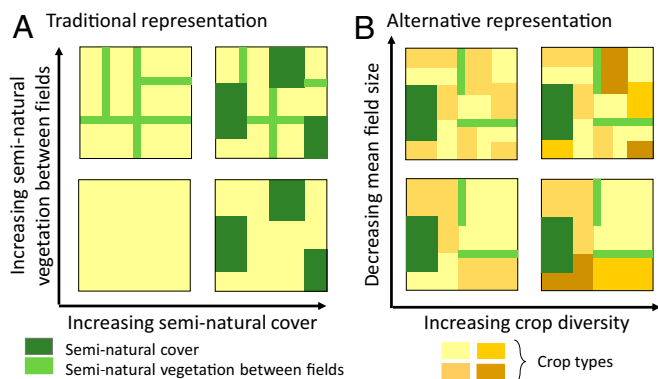 A
Traditional representation
Increasing semi-natural
vegetation between fields
Increasing semi-natural cover
Semi-natural cover
Semi-natural vegetation between fields
B
Alternative representation
Decreasing mean field size
Increasing crop diversity
Crop types